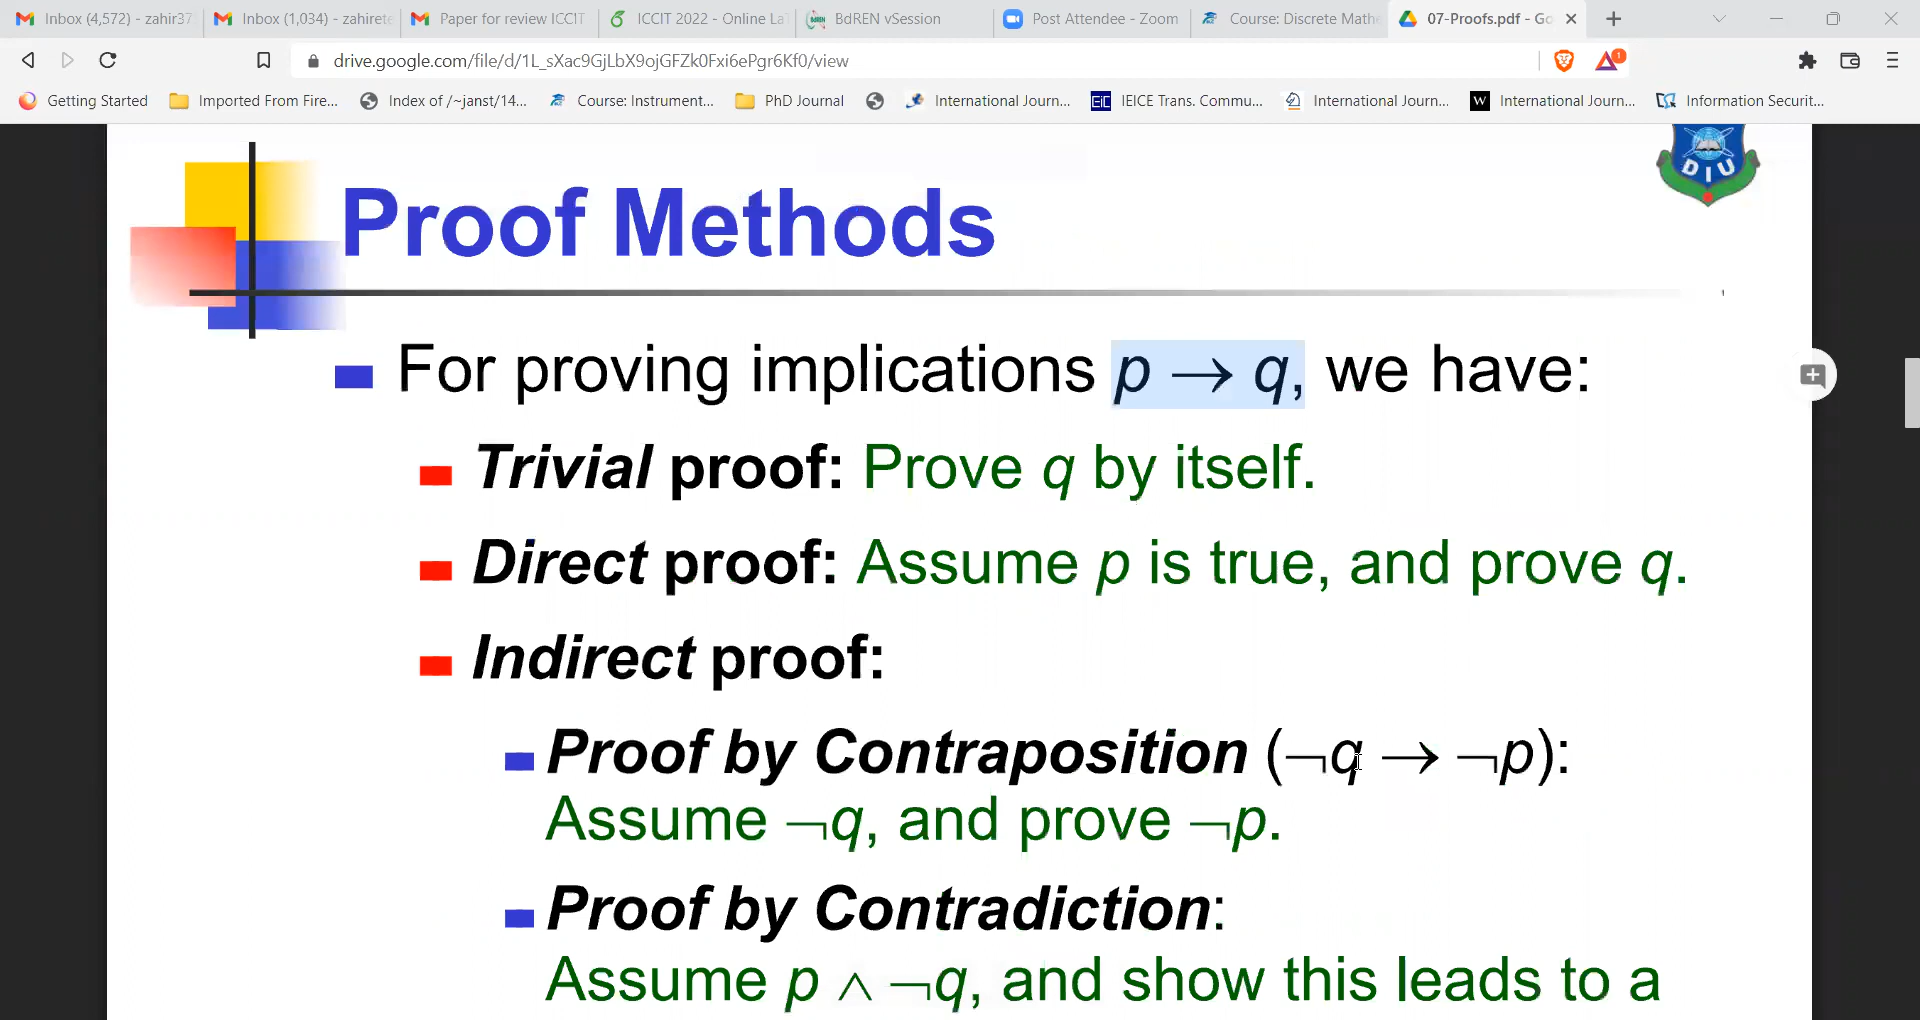 Inbox (4,572) - zahir37
Inbox (1,034) - zahirete
Paper for review ICCIT
ICCIT 2022 - Online La
BdREN vSession
Post Attendee - Zoom
Course: Discrete Mathe
07-Proofs.pdf - Go
drive.google.com/file/d/1L_sXac9GjLbX9ojGFZk0Fxi6ePgr6Kf0/view
1
Getting Started
Imported From Fire...
Index of /~janst/14...
Course: Instrument...
PhD Journal
International Journ...
EIC
IEICE Trans. Commu...
International Journ...
W
International Journ...
Information Securit...
DIU
Proof Methods
For proving implications p → q, we have:
Trivial proof: Prove q by itself.
Direct proof: Assume p is true, and prove q.
Indirect proof:
Proof by Contraposition (¬q → ¬p):
Assume ¬q, and prove ¬p.
Proof by Contradiction:
Assume p ∧ ¬q, and show this leads to a